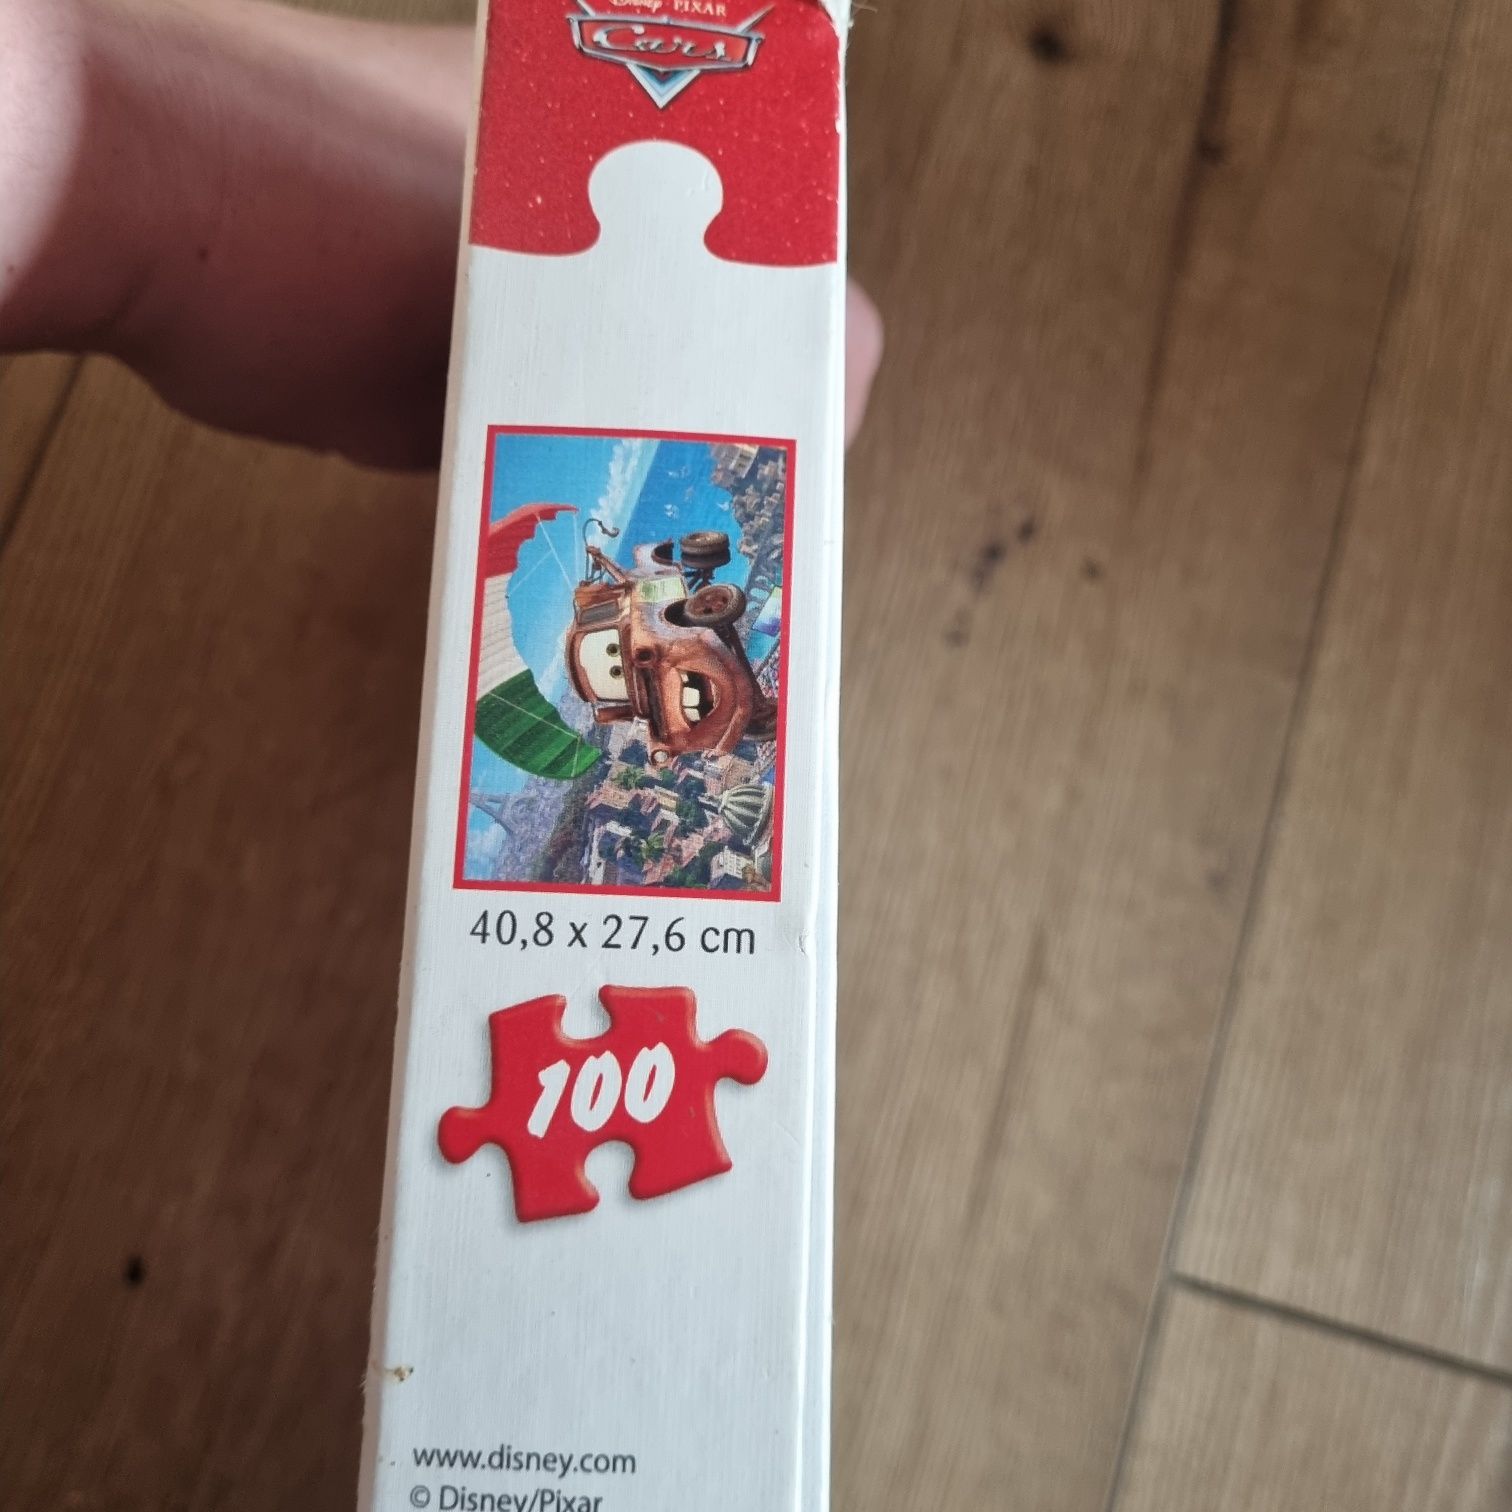 Disney · PIXAR
Cars
40,8 x 27,6 cm
100
www.disney.com
© Disney/Pixar